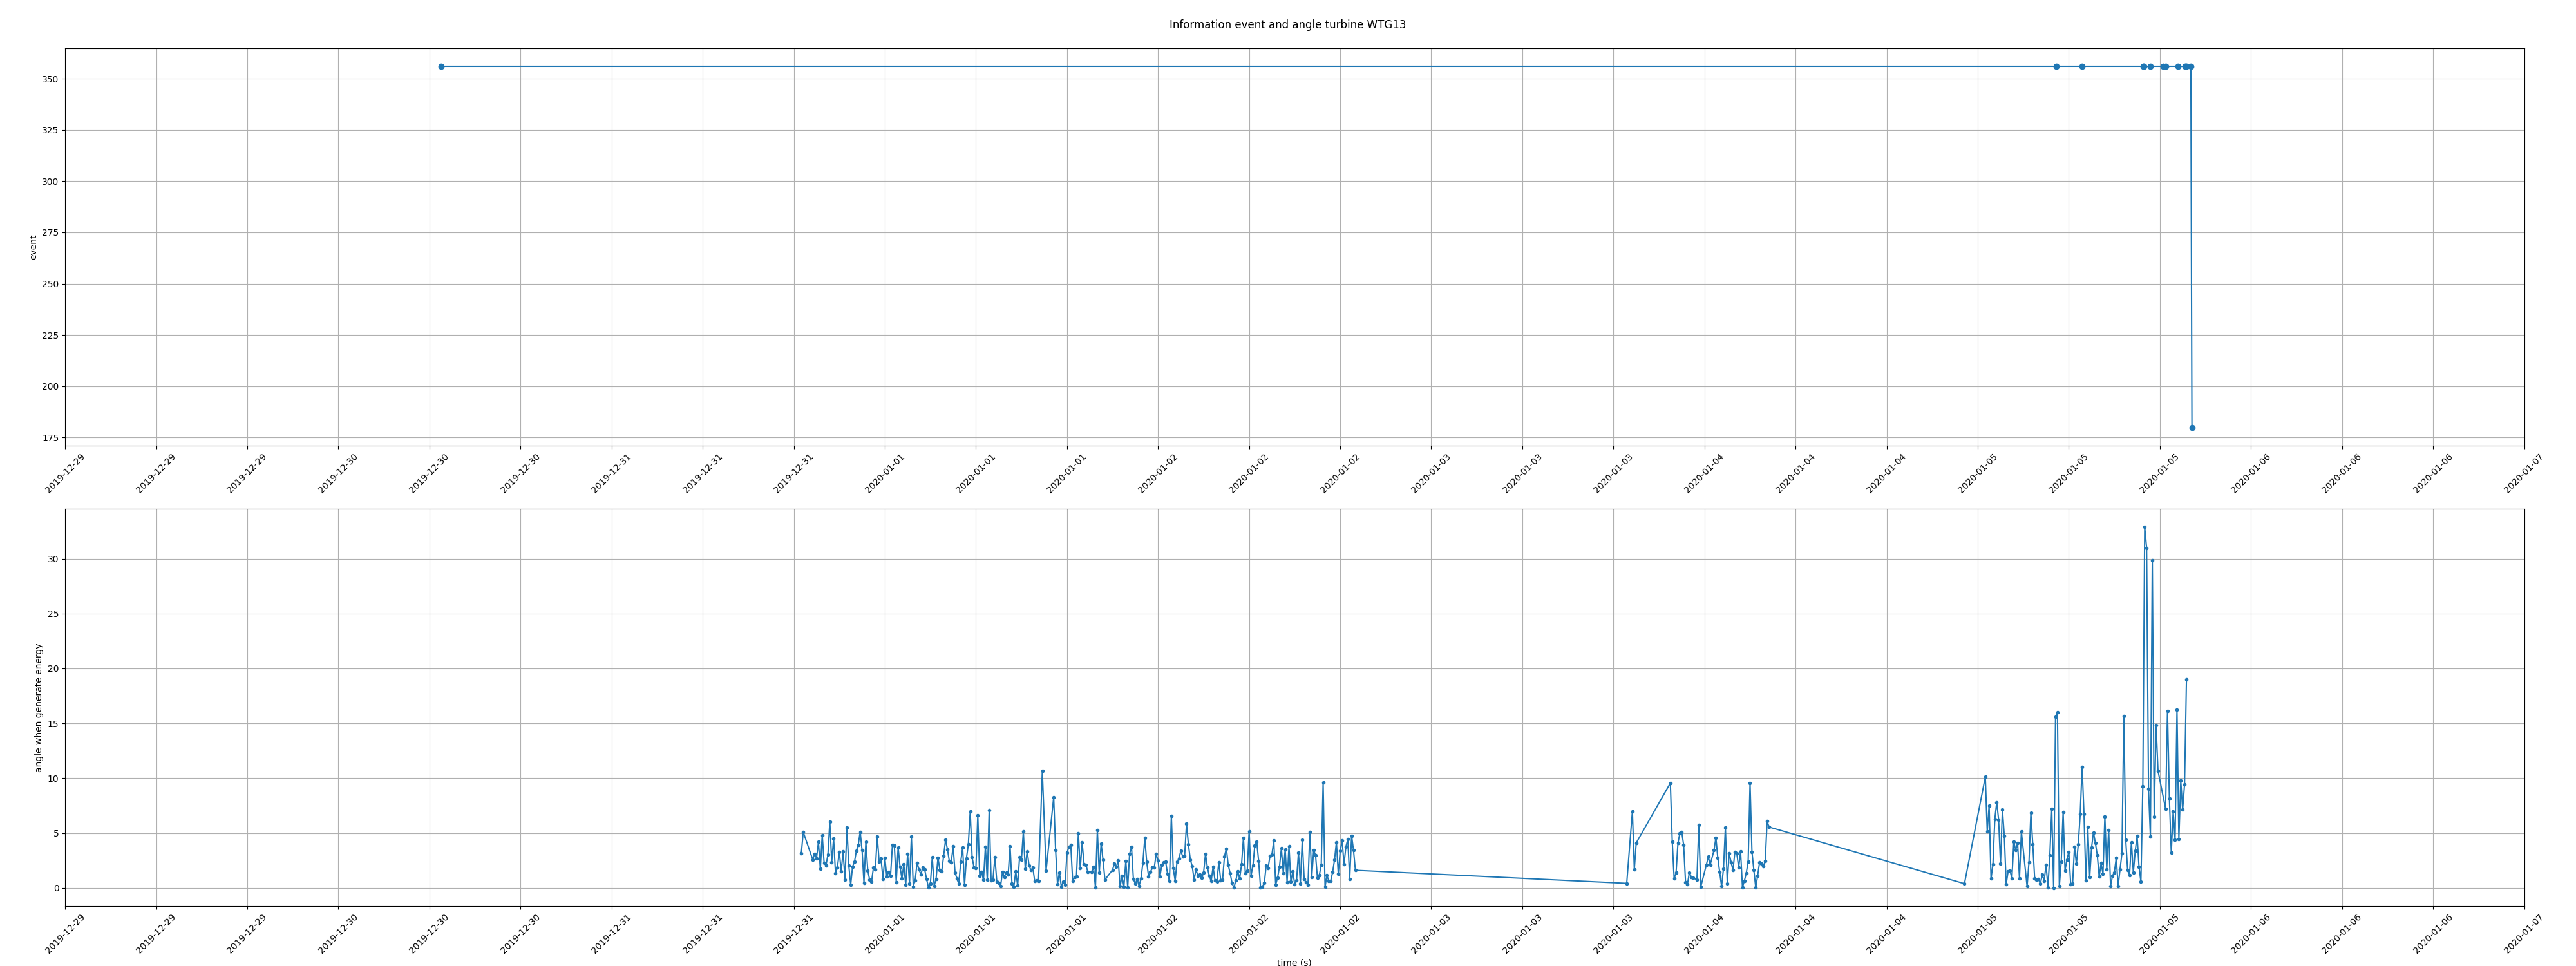 Information event and angle turbine WTG13
350
325
300
275
250
225
200
175
event
2019-12-29 2019-12-29 2019-12-29 2019-12-30 2019-12-30 2019-12-30 2019-12-31 2019-12-31 2019-12-31 2020-01-01 2020-01-01 2020-01-01 2020-01-02 2020-01-02 2020-01-02 2020-01-03 2020-01-03 2020-01-03 2020-01-04 2020-01-04 2020-01-04 2020-01-05 2020-01-05 2020-01-05 2020-01-06 2020-01-06 2020-01-06 2020-01-07
30
25
20
15
10
5
0
angle when generate energy
2019-12-29 2019-12-29 2019-12-29 2019-12-30 2019-12-30 2019-12-30 2019-12-31 2019-12-31 2019-12-31 2020-01-01 2020-01-01 2020-01-01 2020-01-02 2020-01-02 2020-01-02 2020-01-03 2020-01-03 2020-01-03 2020-01-04 2020-01-04 2020-01-04 2020-01-05 2020-01-05 2020-01-05 2020-01-06 2020-01-06 2020-01-06 2020-01-07
time (s)